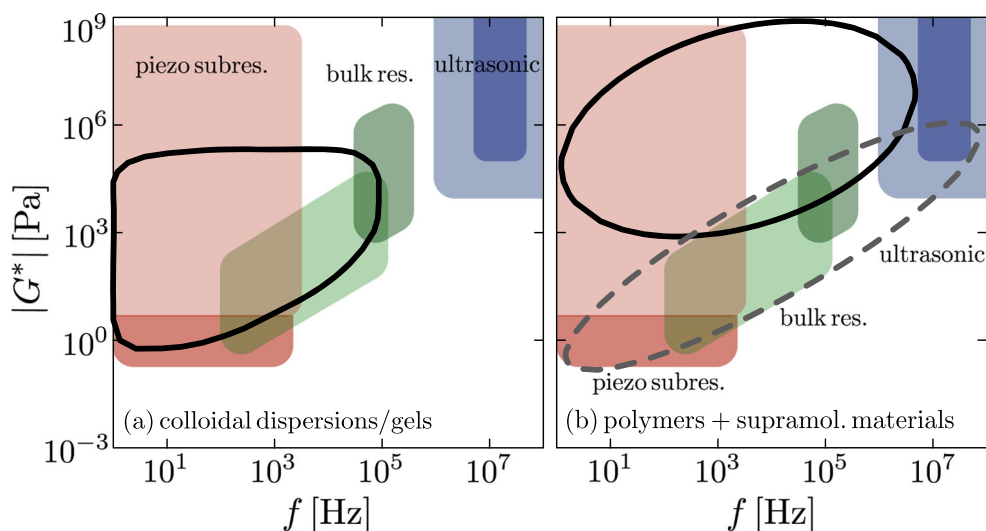 10^9
10^6
10^3
10^0
10^-3
|G*| [Pa]
piezo subres.
bulk res.
ultrasonic
(a) colloidal dispersions/gels
10^1
10^3
10^5
10^7
f [Hz]
ultrasonic
bulk res.
piezo subres.
(b) polymers + supramol. materials
10^1
10^3
10^5
10^7
f [Hz]